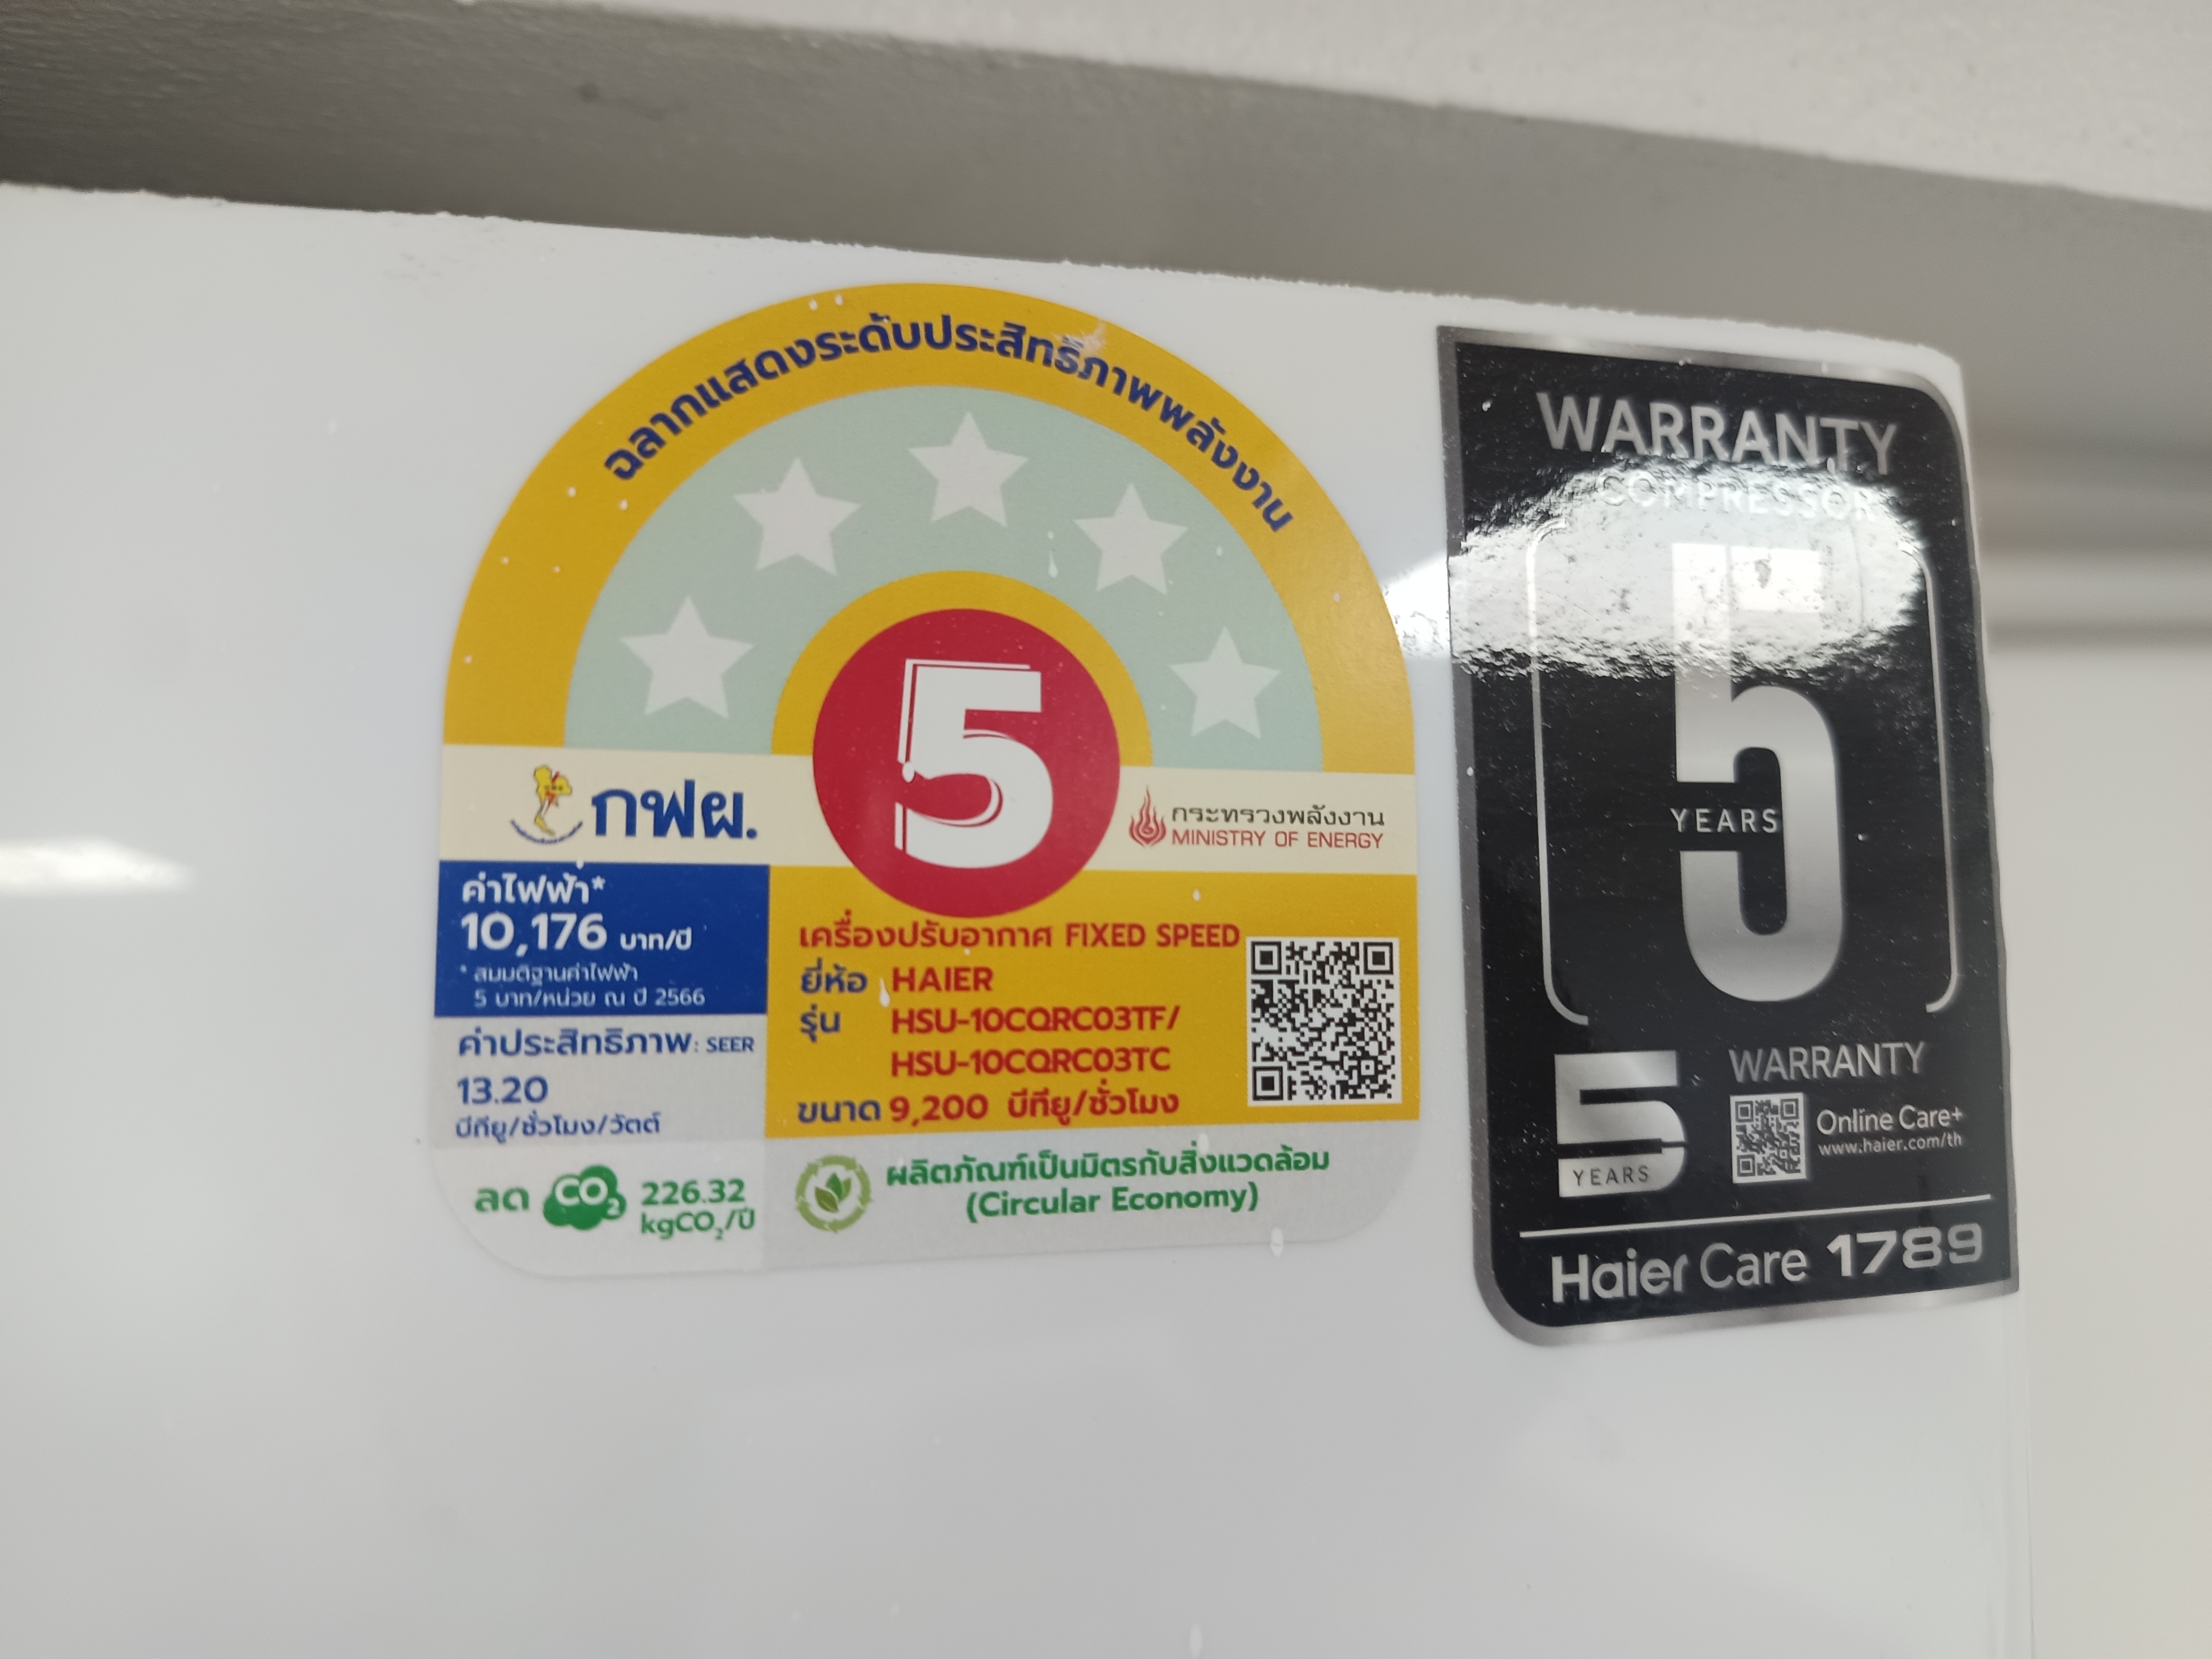 ฉลากแสดงระดับประสิทธิภาพพลังงาน
5
กฟผ.
กระทรวงพลังงาน
MINISTRY OF ENERGY
ค่าไฟฟ้า*
10,176 บาท/ปี
* สมมติฐานค่าไฟฟ้า
5 บาท/หน่วย ณ ปี 2566
ค่าประสิทธิภาพ: SEER
13.20
บีทียู/ชั่วโมง/วัตต์
เครื่องปรับอากาศ FIXED SPEED
ยี่ห้อ HAIER
รุ่น HSU-10CQRC03TF/
HSU-10CQRC03TC
ขนาด 9,200 บีทียู/ชั่วโมง
ลด CO2 226.32
kgCO2/ปี
ผลิตภัณฑ์เป็นมิตรกับสิ่งแวดล้อม
(Circular Economy)
WARRANTY
COMPRESSOR
5
YEARS
5
YEARS
WARRANTY
Online Care+
www.haier.com/th
Haier Care 1789